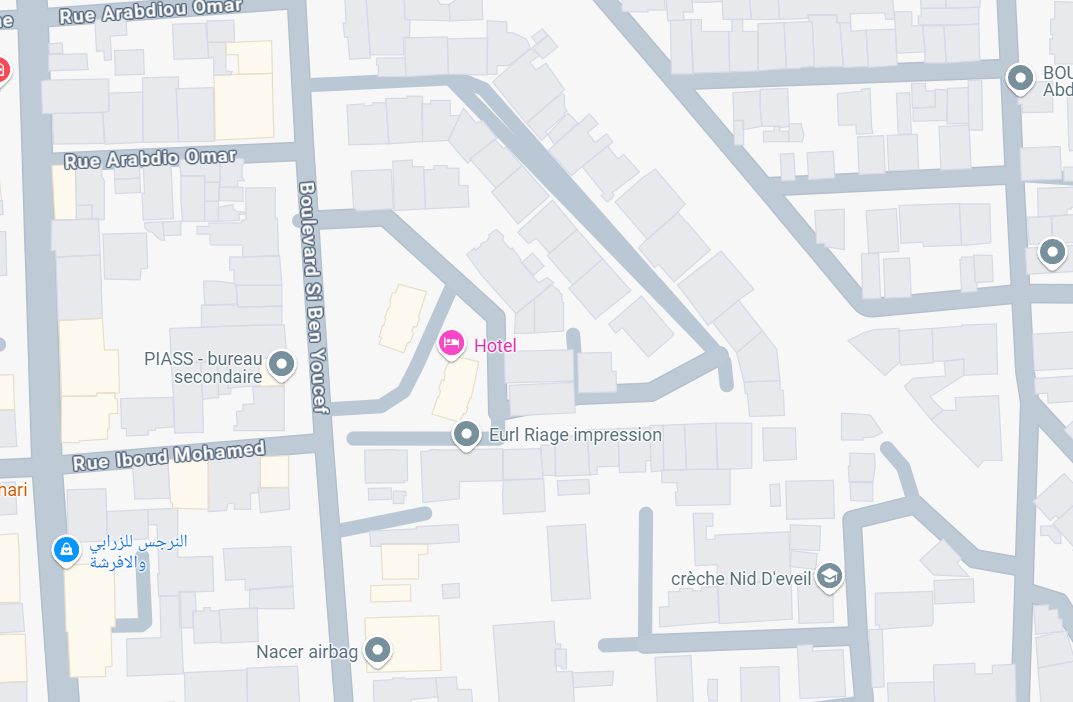 Rue Arabdiou Omar
BOU
Abd
Rue Arabdio Omar
Boulevard Si Ben Youcef
Hotel
PIASS - bureau
secondaire
Eurl Riage impression
Rue Iboud Mohamed
hari
النرجس للزرابي
والافرشة
crèche Nid D'eveil
Nacer airbag